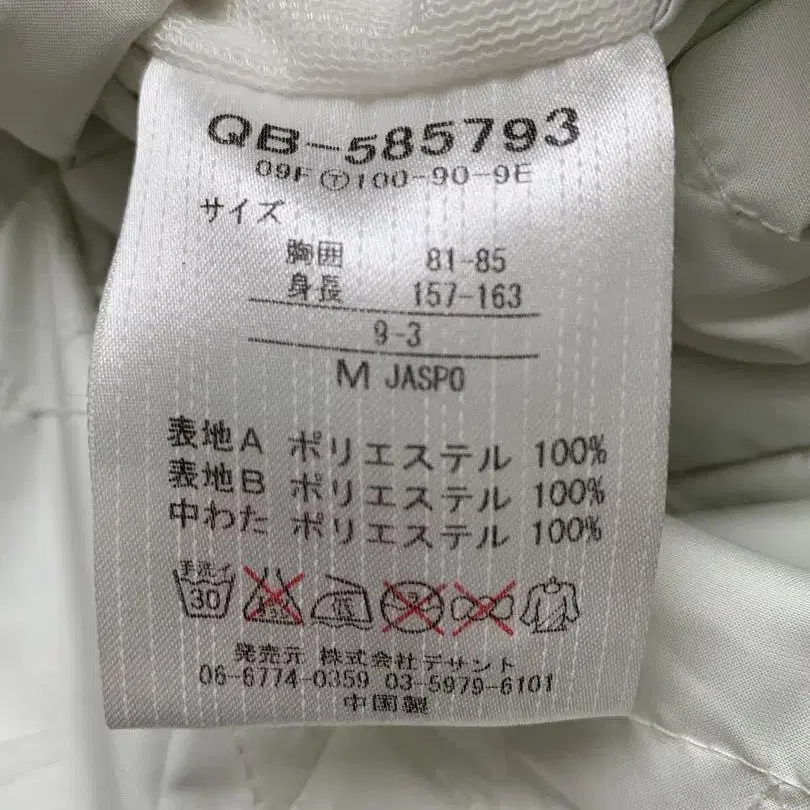 QB-585793
09F Ⓣ100-90-9E
サイズ
胸囲 81-85
身長 157-163
9-3
M JASPO
表地A ポリエステル 100%
表地B ポリエステル 100%
中わた ポリエステル 100%
手洗イ
30
発売元 株式会社デサント
06-6774-0359 03-5979-6101
中国製